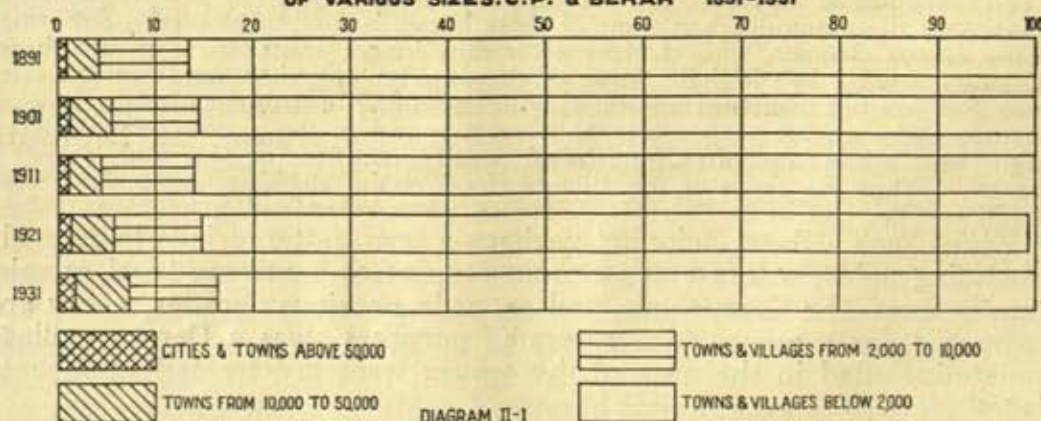 OF VARIOUS SIZES. C.P. & BERAR 1891-1931
0 10 20 30 40 50 60 70 80 90 100
1891
1901
1911
1921
1931
CITIES & TOWNS ABOVE 50,000
TOWNS & VILLAGES FROM 2,000 TO 10,000
TOWNS FROM 10,000 TO 50,000
TOWNS & VILLAGES BELOW 2,000
DIAGRAM II-1